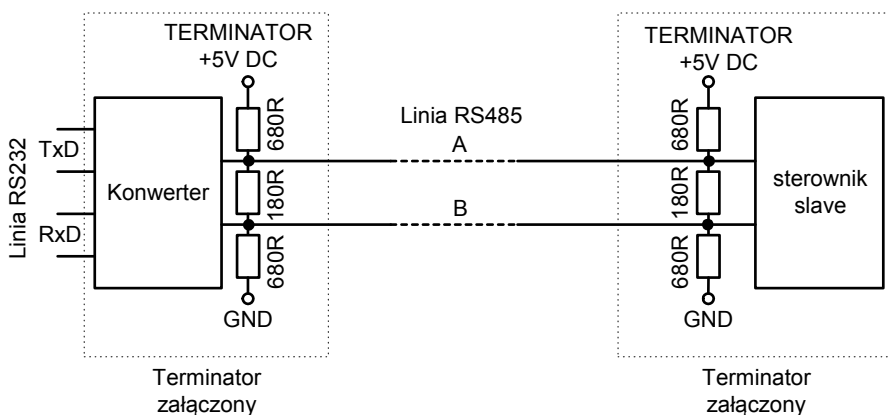 TERMINATOR
+5V DC
680R
180R
680R
GND
Linia RS232
TxD
RxD
Konwerter
Linia RS485
A
B
TERMINATOR
+5V DC
680R
180R
680R
GND
sterownik
slave
Terminator
załączony
Terminator
załączony